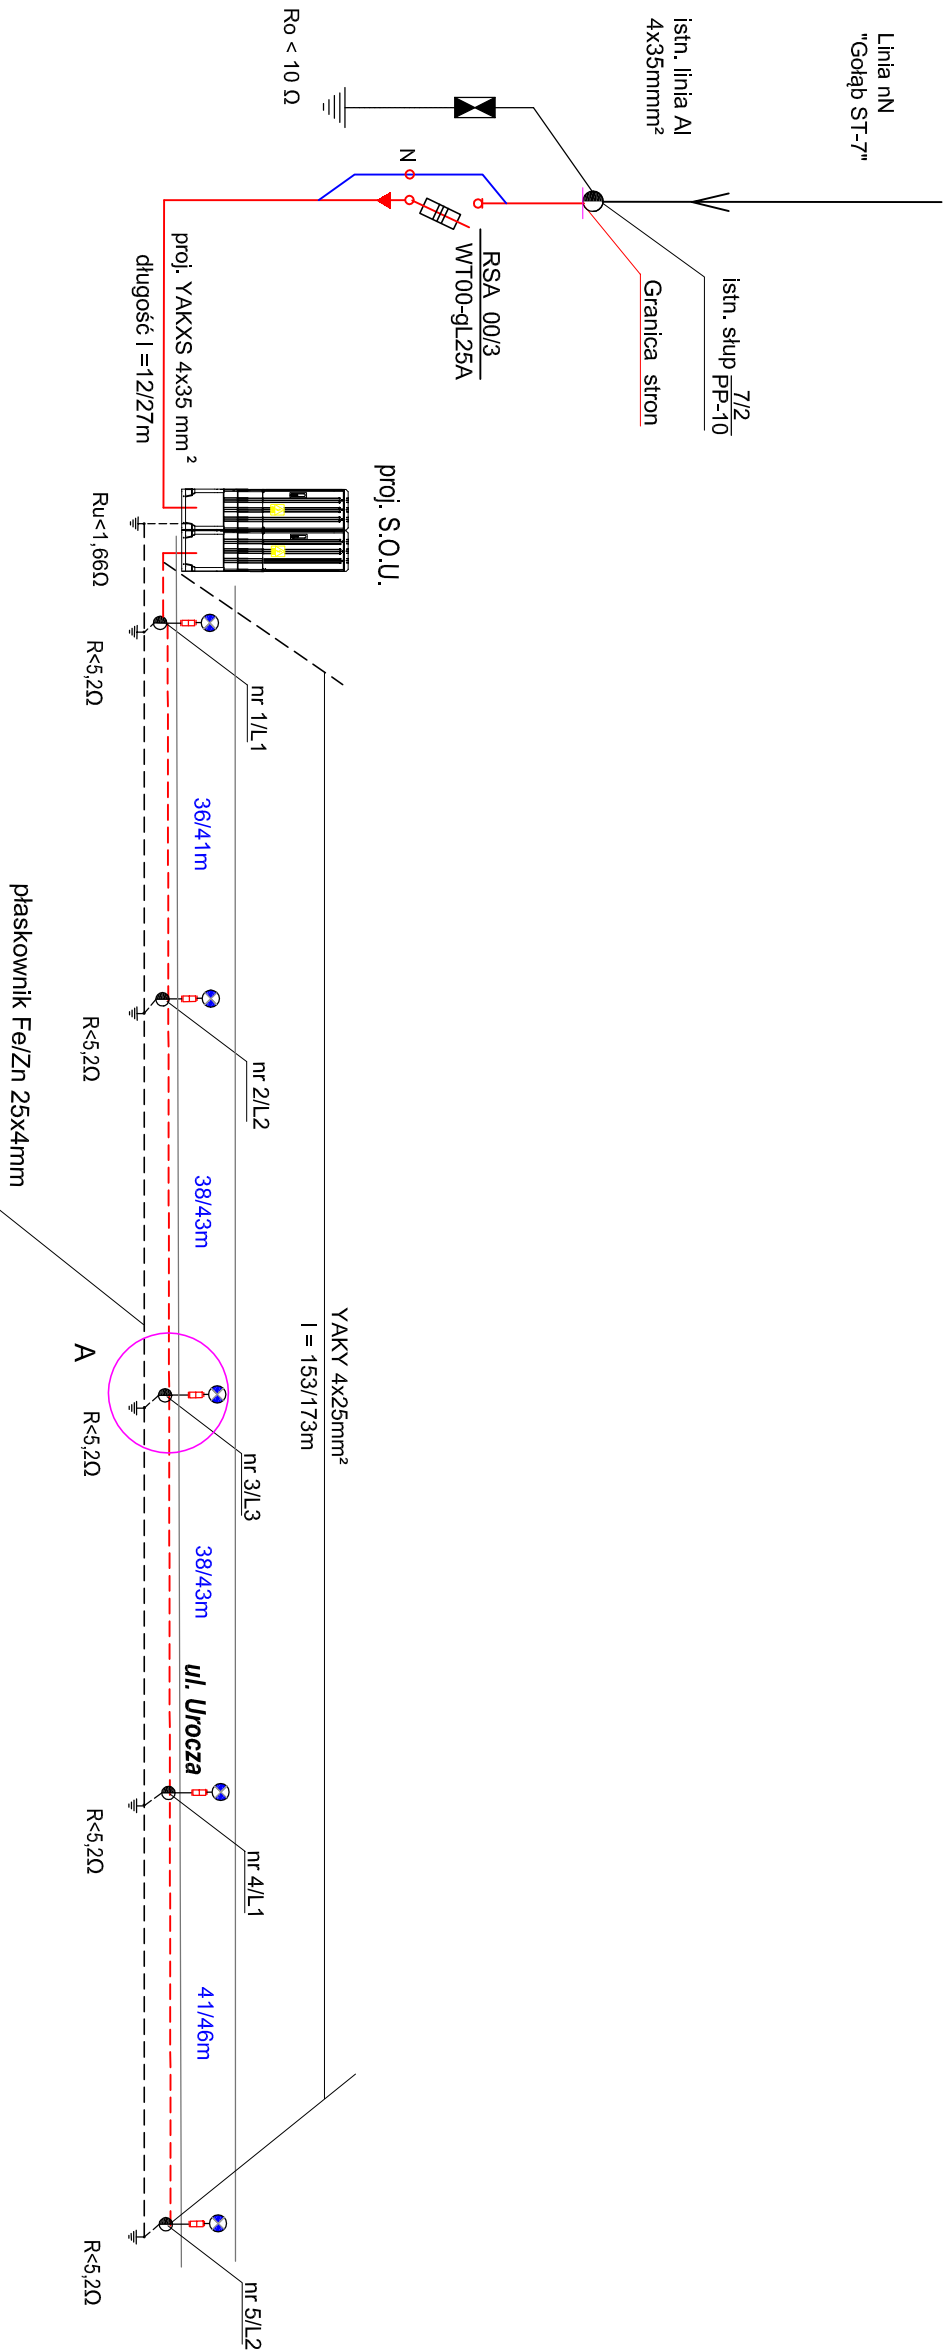 Linia nN
"Gołąb ST-7"
istn. linia Al
4x35mmm²
Ro < 10 Ω
istn. słup 7/2
PP-10
Granica stron
RSA 00/3
WT00-gL25A
N
proj. YAKXS 4x35 mm²
długość l =12/27m
proj. S.O.U.
Ru<1,66Ω
R<5,2Ω
nr 1/L1
36/41m
nr 2/L2
R<5,2Ω
38/43m
płaskownik Fe/Zn 25x4mm
YAKY 4x25mm²
l = 153/173m
A
R<5,2Ω
nr 3/L3
38/43m
ul. Urocza
nr 4/L1
R<5,2Ω
41/46m
nr 5/L2
R<5,2Ω